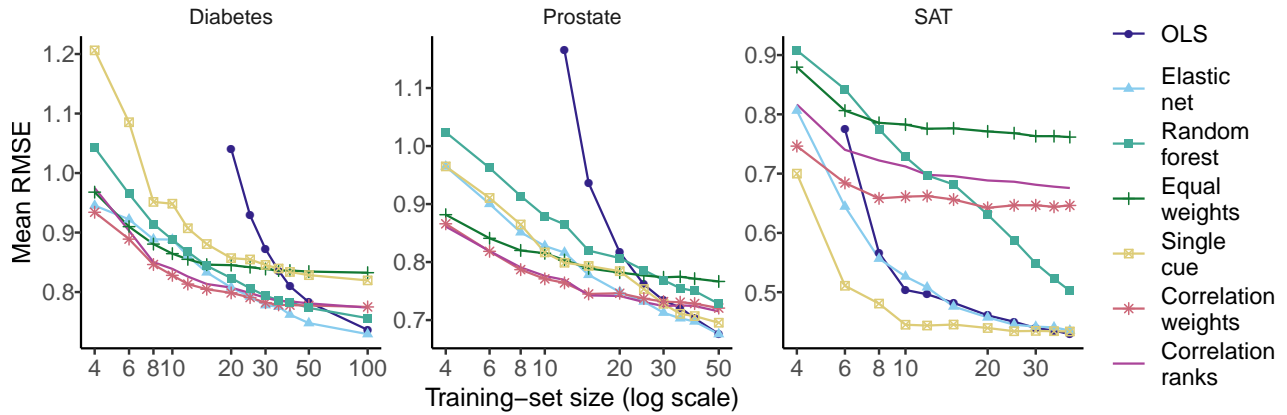 Diabetes
Prostate
SAT
Mean RMSE
1.2
1.1
1.0
0.9
0.8
4 6 8 10 20 30 50 100
1.1
1.0
0.9
0.8
0.7
4 6 8 10 20 30 50
0.9
0.8
0.7
0.6
0.5
4 6 8 10 20 30
Training-set size (log scale)
OLS
Elastic
net
Random
forest
Equal
weights
Single
cue
Correlation
weights
Correlation
ranks